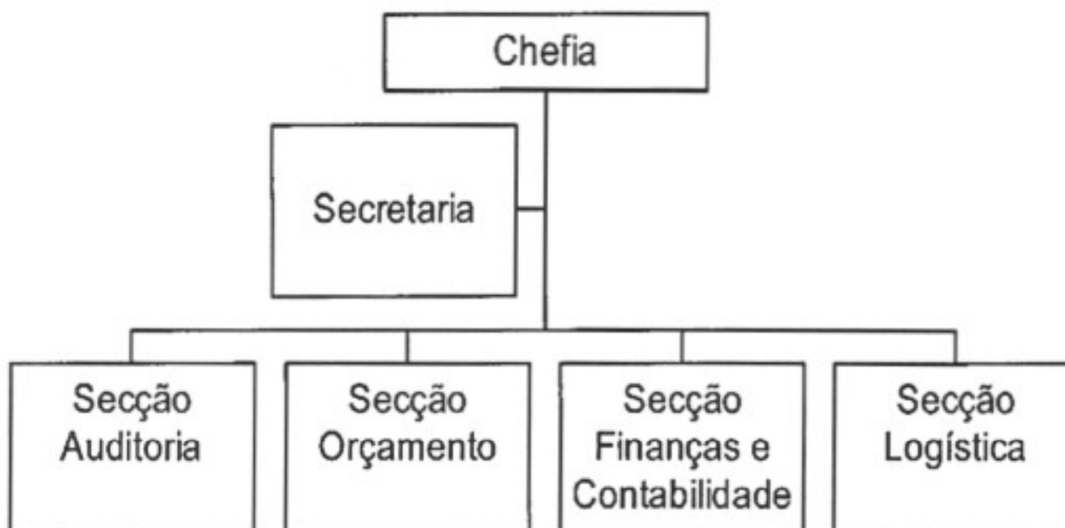 Chefia
Secretaria
Secção
Auditoria
Secção
Orçamento
Secção
Finanças e
Contabilidade
Secção
Logística